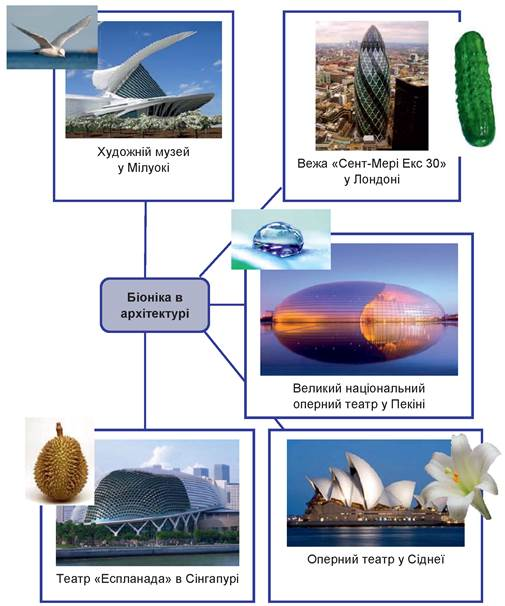 Художній музей
у Мілуокі
Вежа «Сент-Мері Екс 30»
у Лондоні
Біоніка в
архітектурі
Великий національний
оперний театр у Пекіні
Театр «Еспланада» в Сінгапурі
Оперний театр у Сіднеї